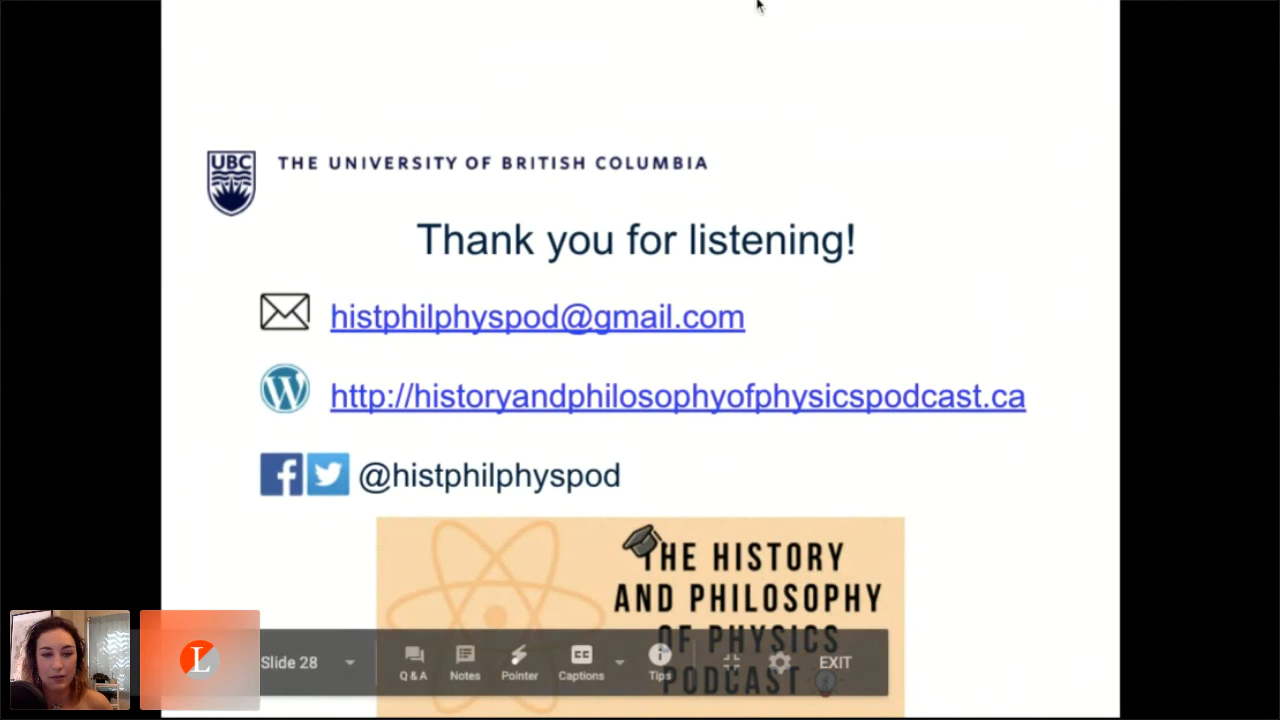 UBC
THE UNIVERSITY OF BRITISH COLUMBIA
Thank you for listening!
histphilphyspod@gmail.com
http://historyandphilosophyofphysicspodcast.ca
@histphilphyspod
THE HISTORY
AND PHILOSOPHY
OF PHYSICS
PODCAST
L
Slide 28
Q & A
Notes
Pointer
CC
Captions
Tips
EXIT